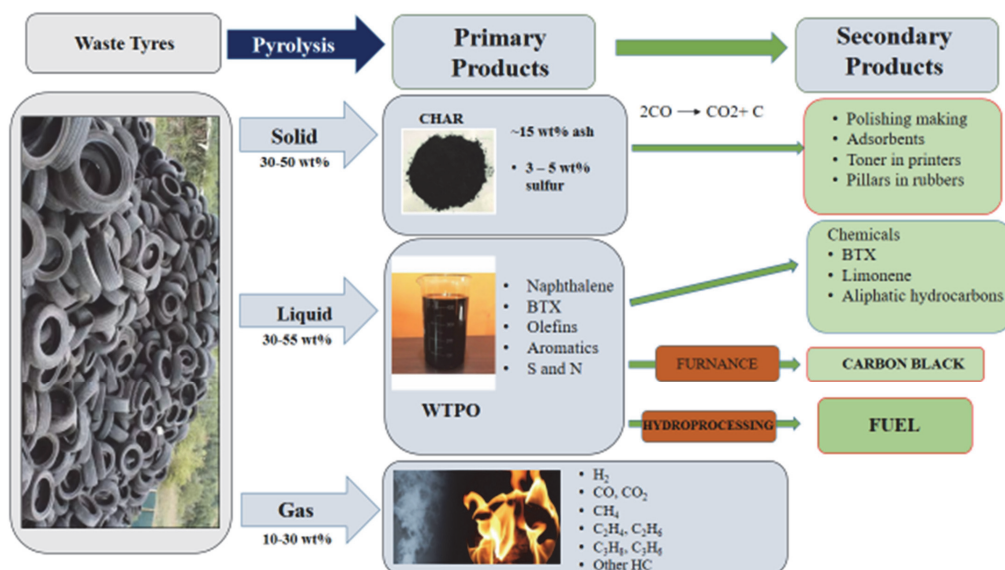 Waste Tyres
Pyrolysis
Primary
Products
Secondary
Products
Solid
30-50 wt%
CHAR
~15 wt% ash
• 3 – 5 wt%
sulfur
2CO → CO2+ C
• Polishing making
• Adsorbents
• Toner in printers
• Pillars in rubbers
Liquid
30-55 wt%
• Naphthalene
• BTX
• Olefins
• Aromatics
• S and N
WTPO
Chemicals
• BTX
• Limonene
• Aliphatic hydrocarbons
FURNANCE
CARBON BLACK
HYDROPROCESSING
FUEL
Gas
10-30 wt%
• H₂
• CO, CO₂
• CH₄
• C₂H₄, C₂H₆
• C₃H₈, C₃H₆
• Other HC